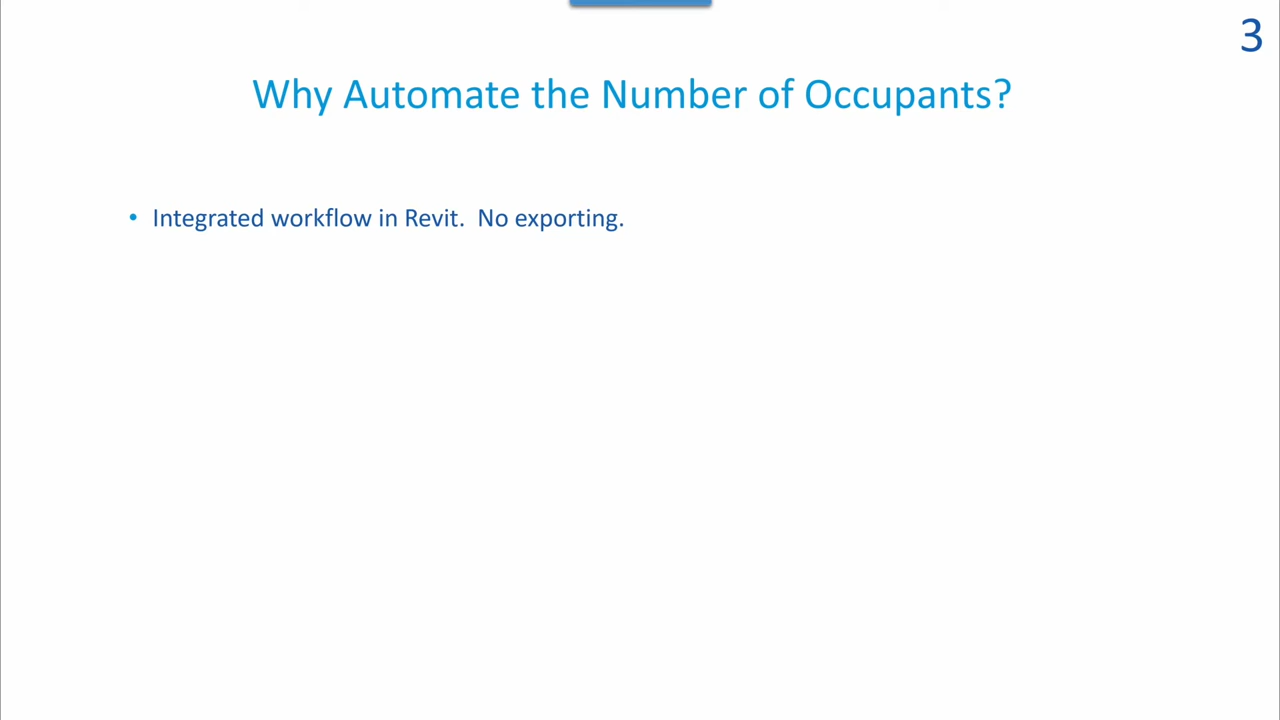 3
Why Automate the Number of Occupants?
• Integrated workflow in Revit.  No exporting.